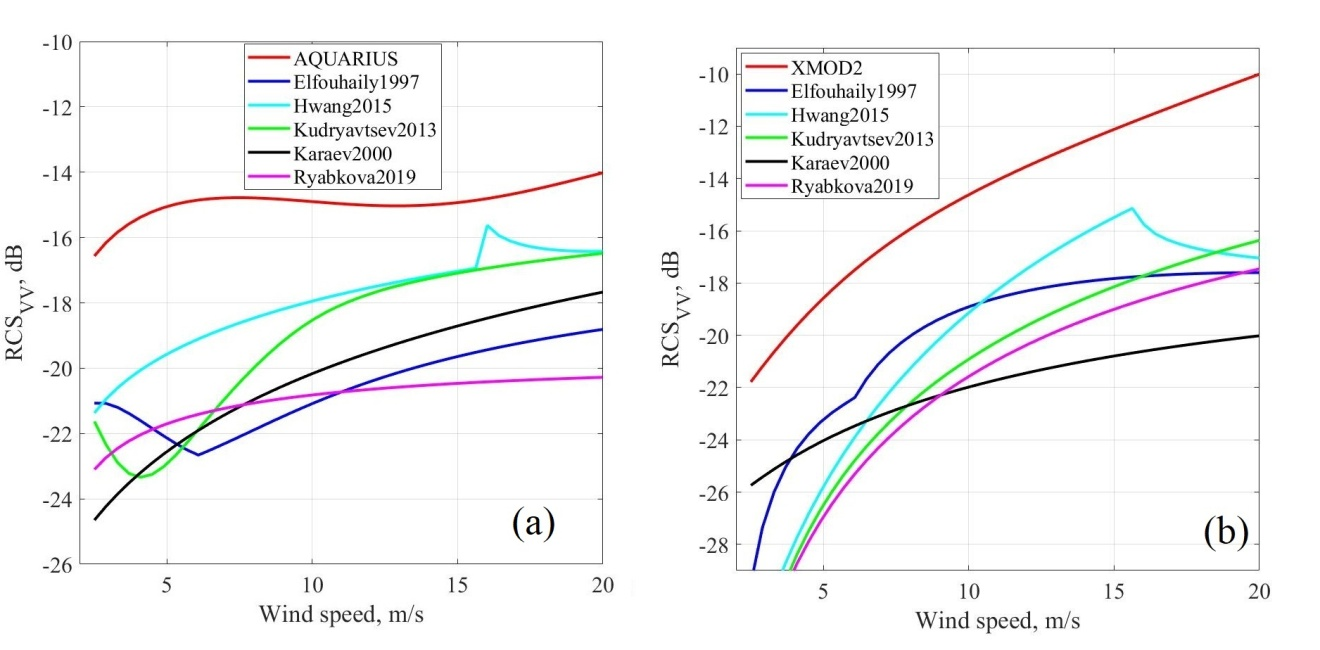 -10
-12
-14
-16
-18
-20
-22
-24
-26
RCS_VV, dB
AQUARIUS
Elfouhaily1997
Hwang2015
Kudryavtsev2013
Karaev2000
Ryabkova2019
(a)
5 10 15 20
Wind speed, m/s
-10
-12
-14
-16
-18
-20
-22
-24
-26
-28
RCS_VV, dB
XMOD2
Elfouhaily1997
Hwang2015
Kudryavtsev2013
Karaev2000
Ryabkova2019
(b)
5 10 15 20
Wind speed, m/s